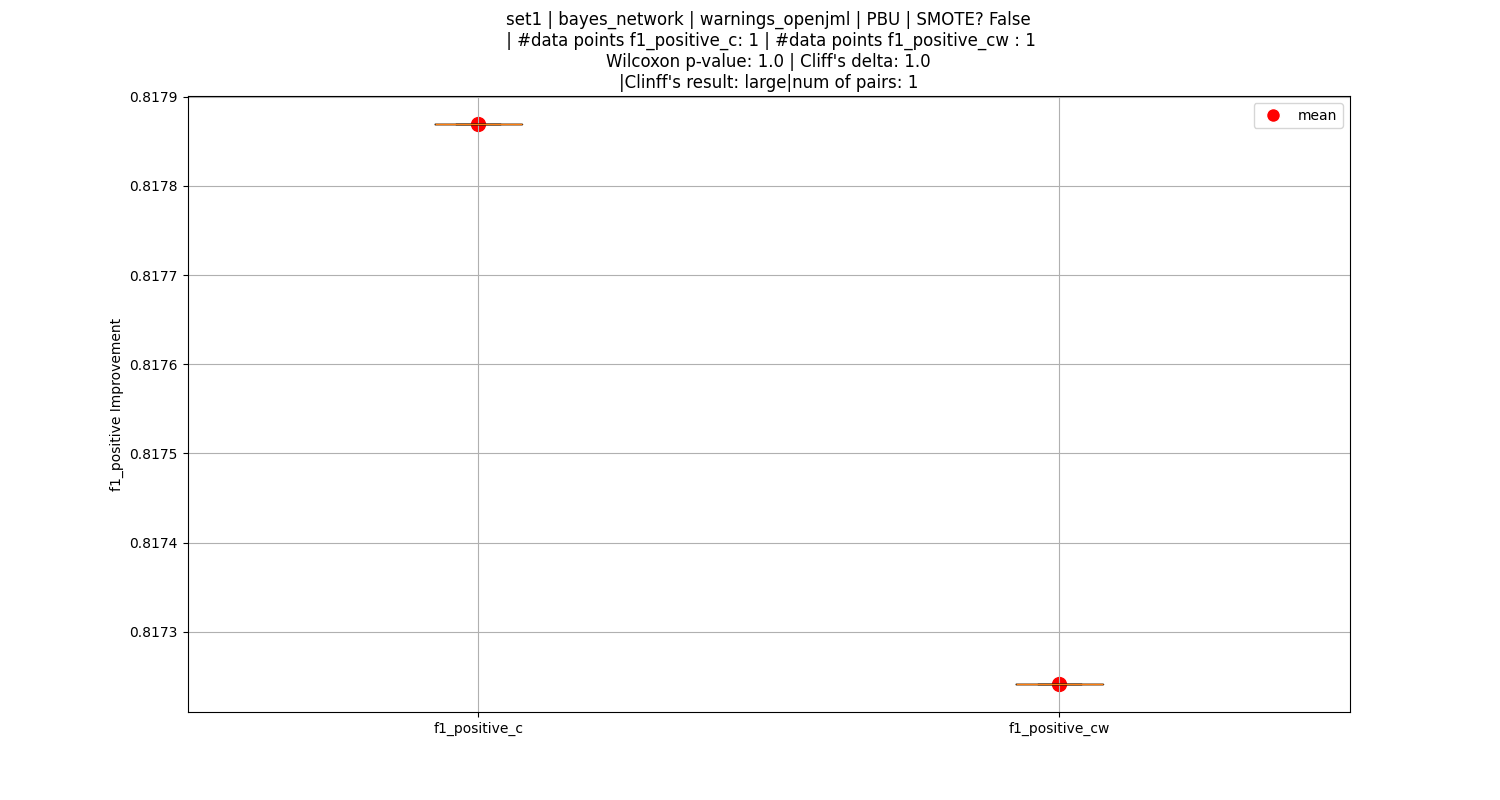 set1 | bayes_network | warnings_openjml | PBU | SMOTE? False
| #data points f1_positive_c: 1 | #data points f1_positive_cw : 1
Wilcoxon p-value: 1.0 | Cliff's delta: 1.0
|Clinff's result: large|num of pairs: 1
mean
f1_positive Improvement
0.8179
0.8178
0.8177
0.8176
0.8175
0.8174
0.8173
f1_positive_c
f1_positive_cw